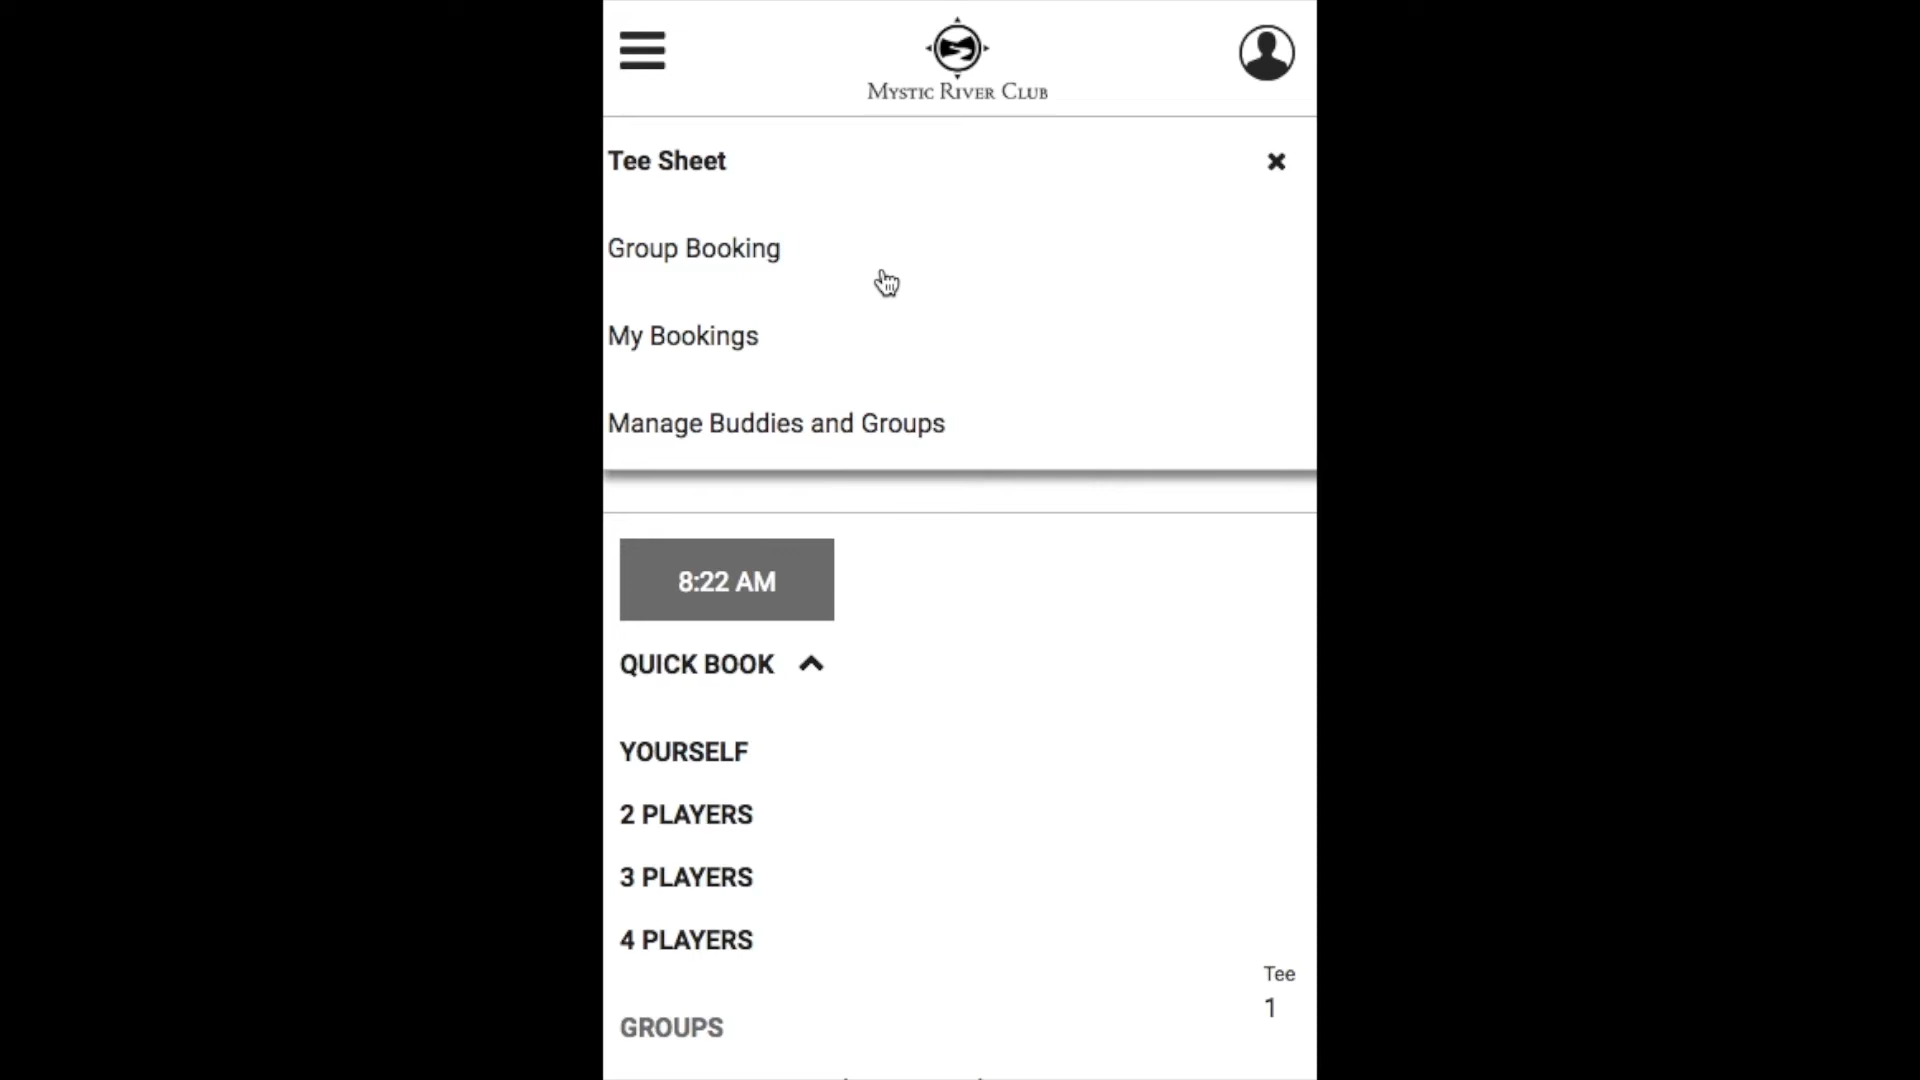 Mystic River Club
Tee Sheet
Group Booking
My Bookings
Manage Buddies and Groups
8:22 AM
QUICK BOOK
YOURSELF
2 PLAYERS
3 PLAYERS
4 PLAYERS
Tee
1
GROUPS